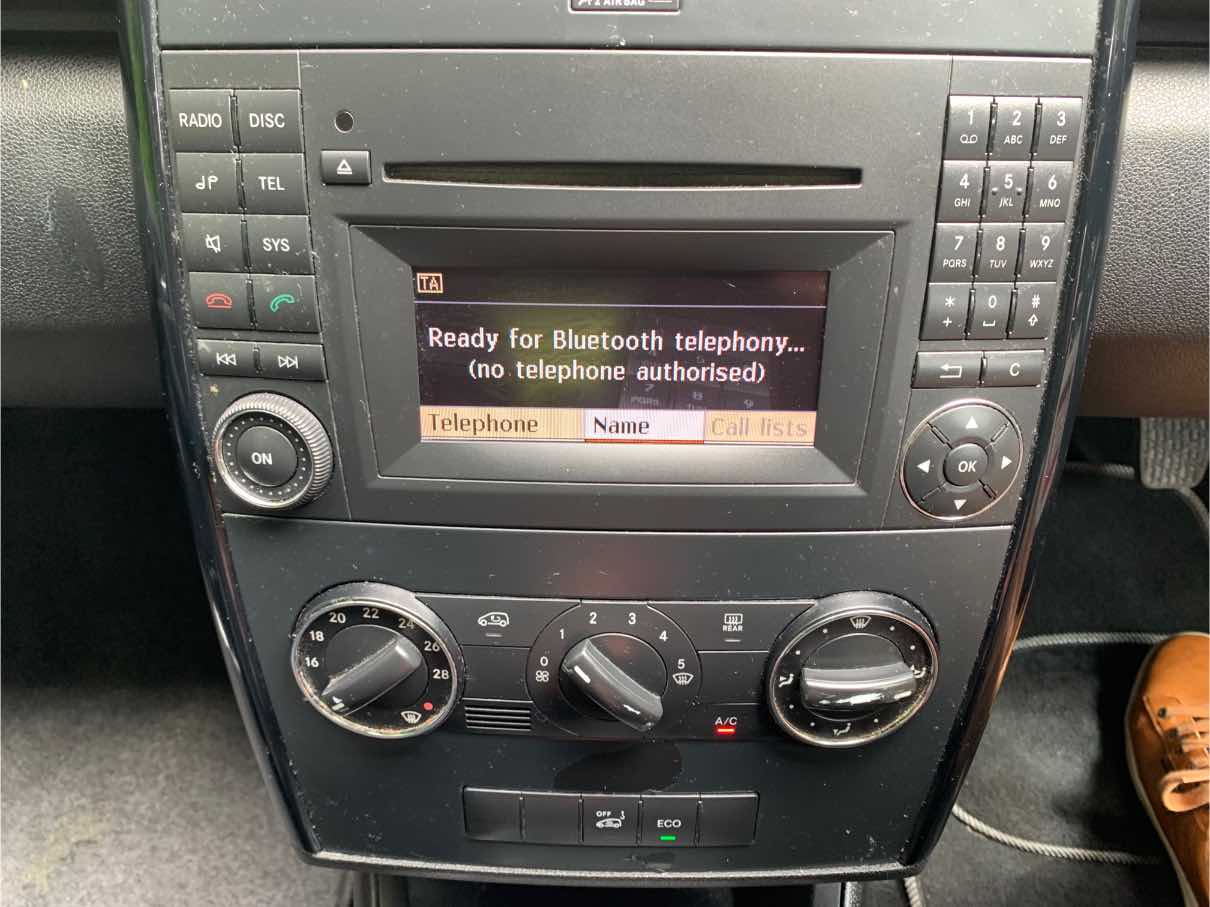 AIRBAG
RADIO DISC
TEL
SYS
1 2 ABC 3 DEF
4 GHI 5 JKL 6 MNO
7 PQRS 8 TUV 9 WXYZ
* + 0 #
C
TA
Ready for Bluetooth telephony...
(no telephone authorised)
Telephone Name Call lists
ON
OK
16 18 20 22 24 26 28
0 1 2 3 4 5
REAR
A/C
OFF
ECO